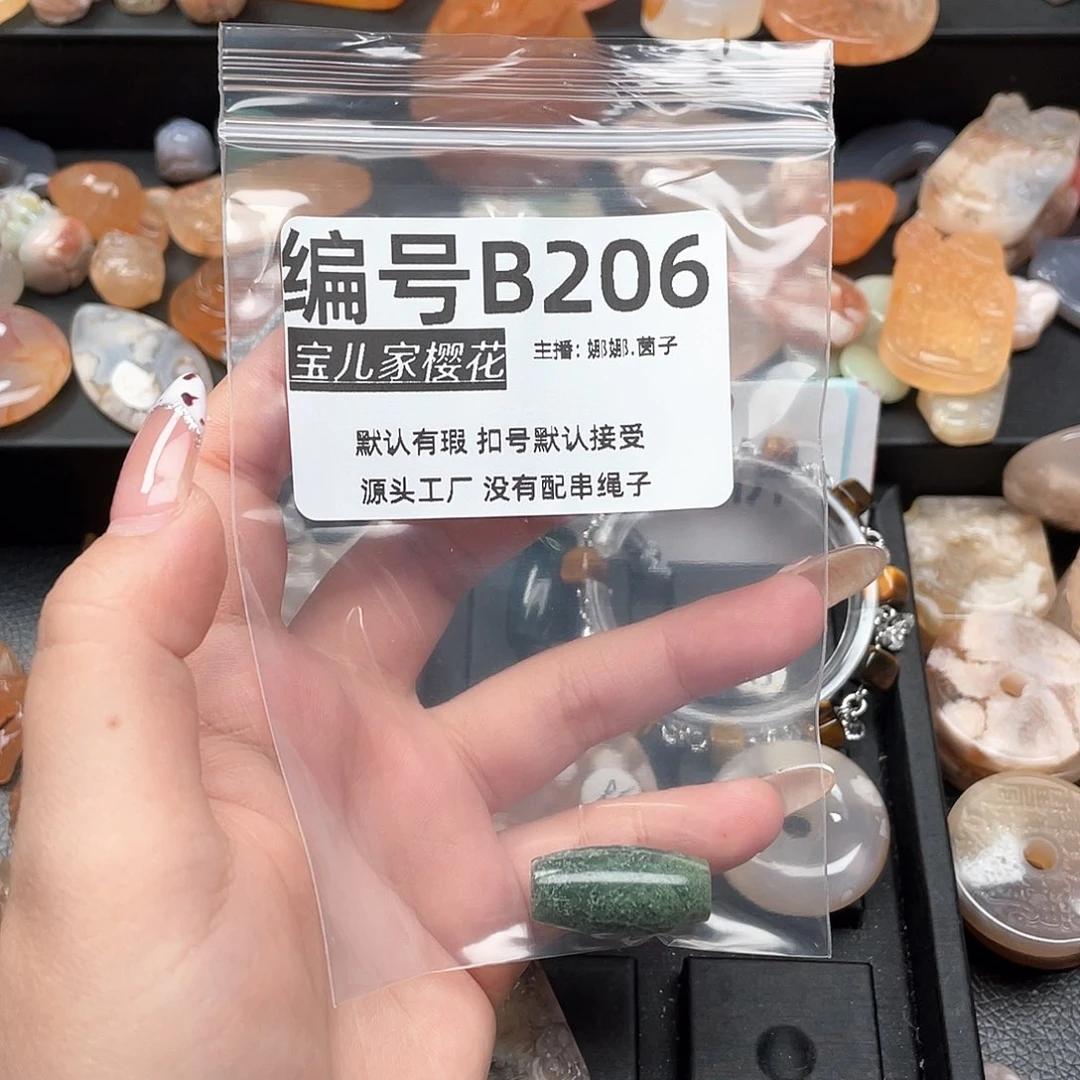 编号B206
宝儿家樱花 主播: 娜娜.茵子
默认有瑕 扣号默认接受
源头工厂 没有配串绳子